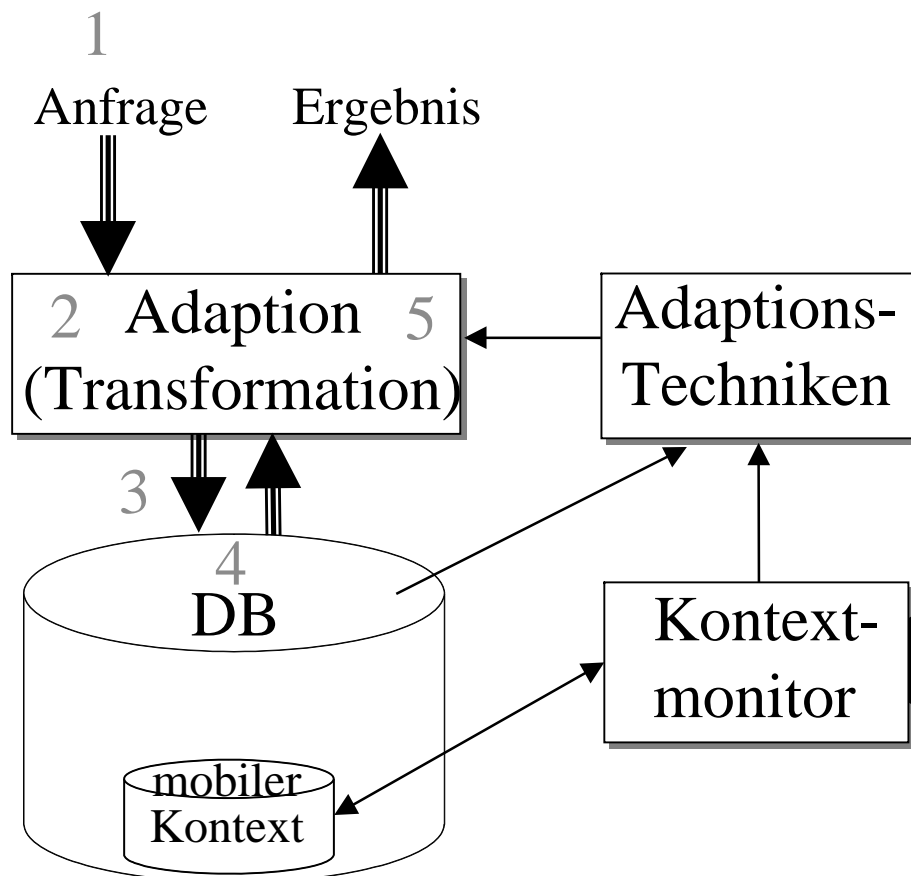 1
Anfrage Ergebnis
2 Adaption 5
(Transformation)
Adaptions-
Techniken
3
4
DB
Kontext-
monitor
mobiler
Kontext